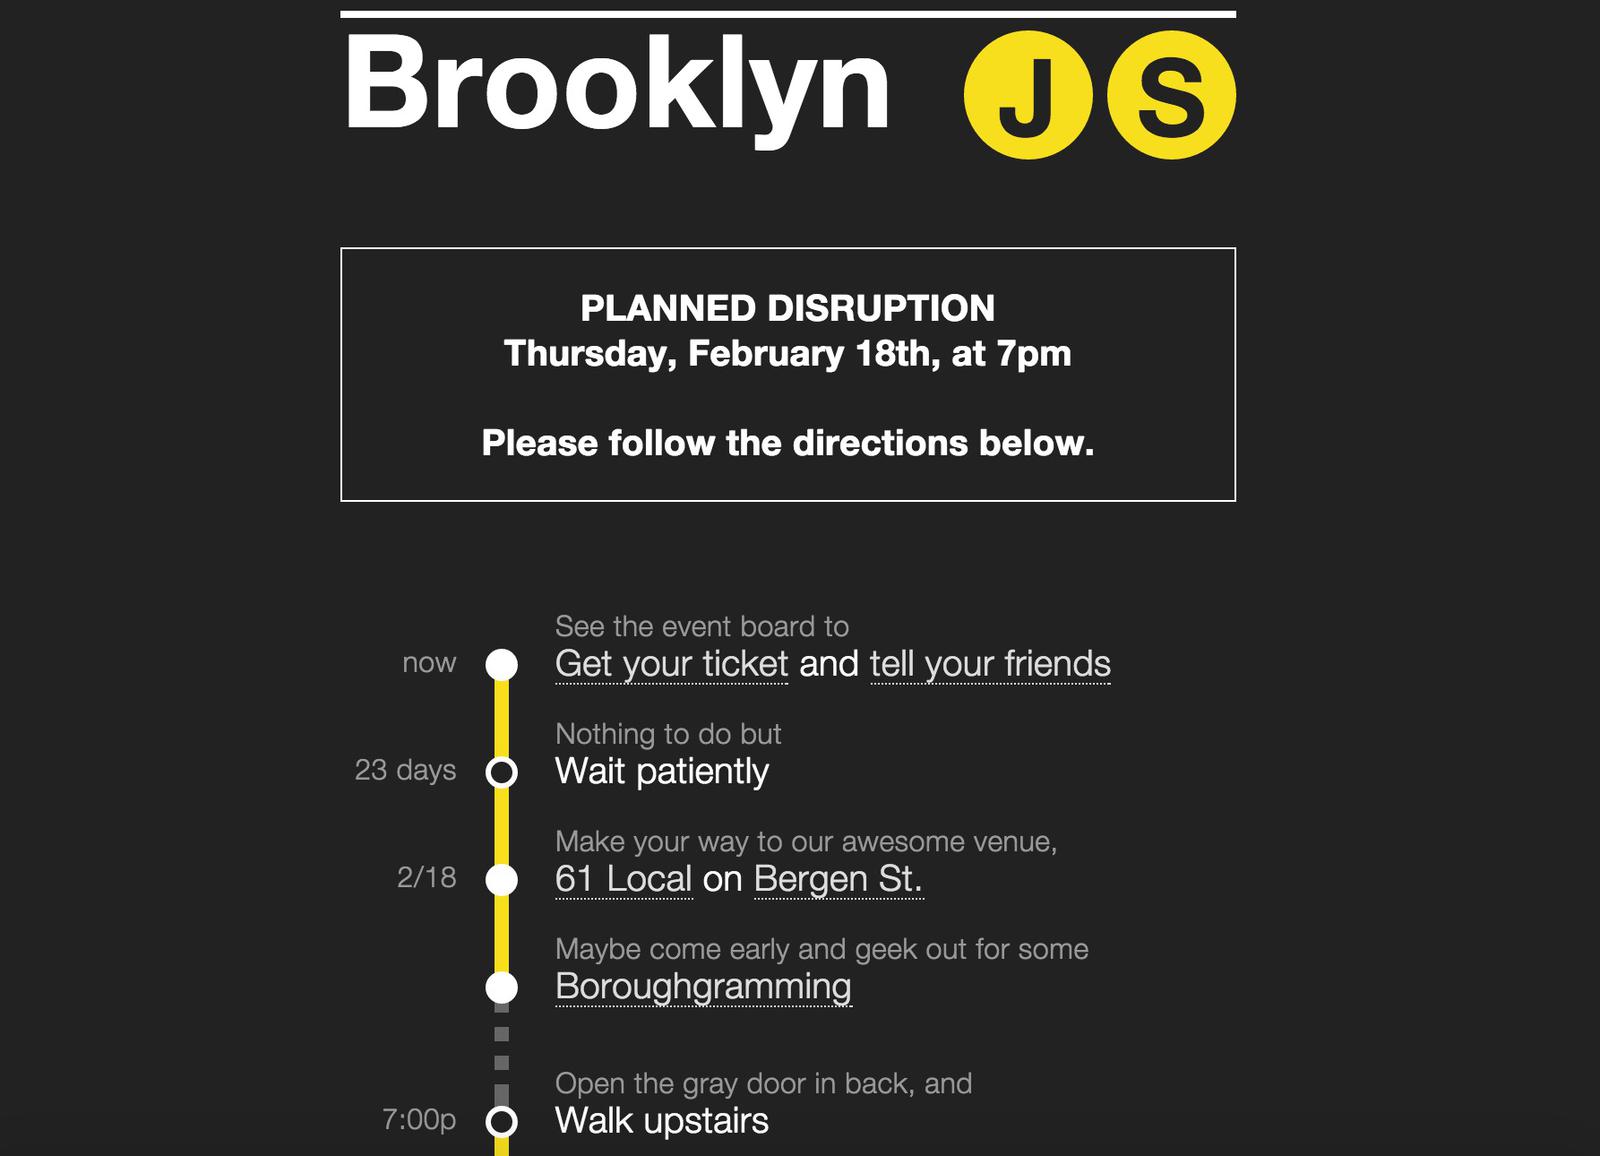 Brooklyn J S
PLANNED DISRUPTION
Thursday, February 18th, at 7pm
Please follow the directions below.
See the event board to
now
Get your ticket and tell your friends
Nothing to do but
23 days
Wait patiently
Make your way to our awesome venue,
2/18
61 Local on Bergen St.
Maybe come early and geek out for some
Boroughgramming
Open the gray door in back, and
7:00p
Walk upstairs